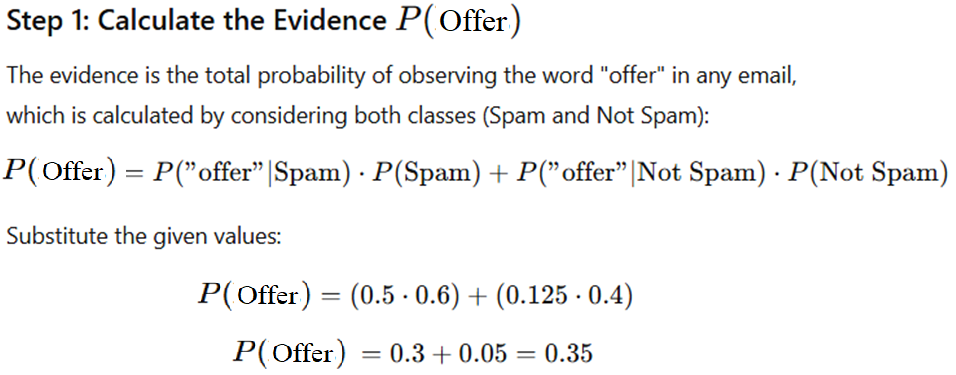 Step 1: Calculate the Evidence P(Offer)
The evidence is the total probability of observing the word "offer" in any email,
which is calculated by considering both classes (Spam and Not Spam):
P(Offer) = P(”offer”|Spam) · P(Spam) + P(”offer”|Not Spam) · P(Not Spam)
Substitute the given values:
P(Offer) = (0.5 · 0.6) + (0.125 · 0.4)
P(Offer) = 0.3 + 0.05 = 0.35